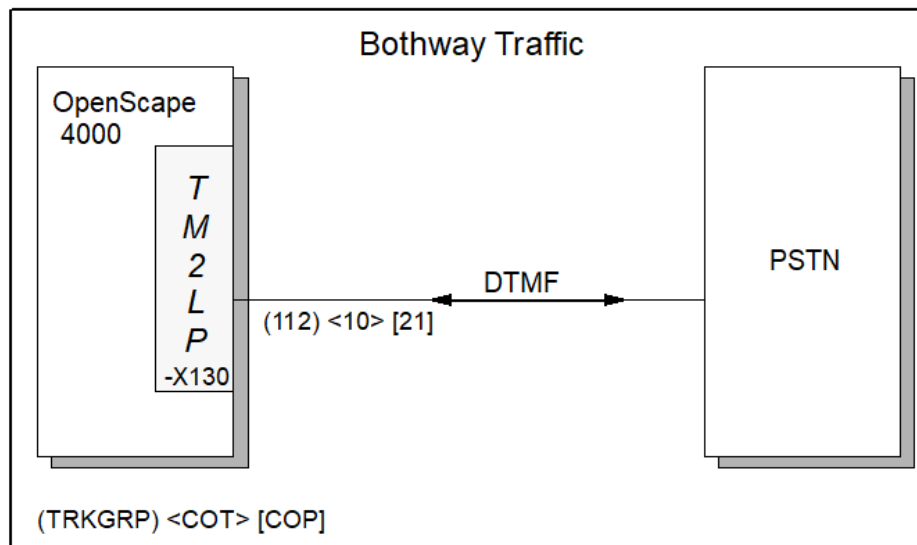 Bothway Traffic
OpenScape
4000
T
M
2
L
P
-X130
DTMF
(112) <10> [21]
PSTN
(TRKGRP) <COT> [COP]